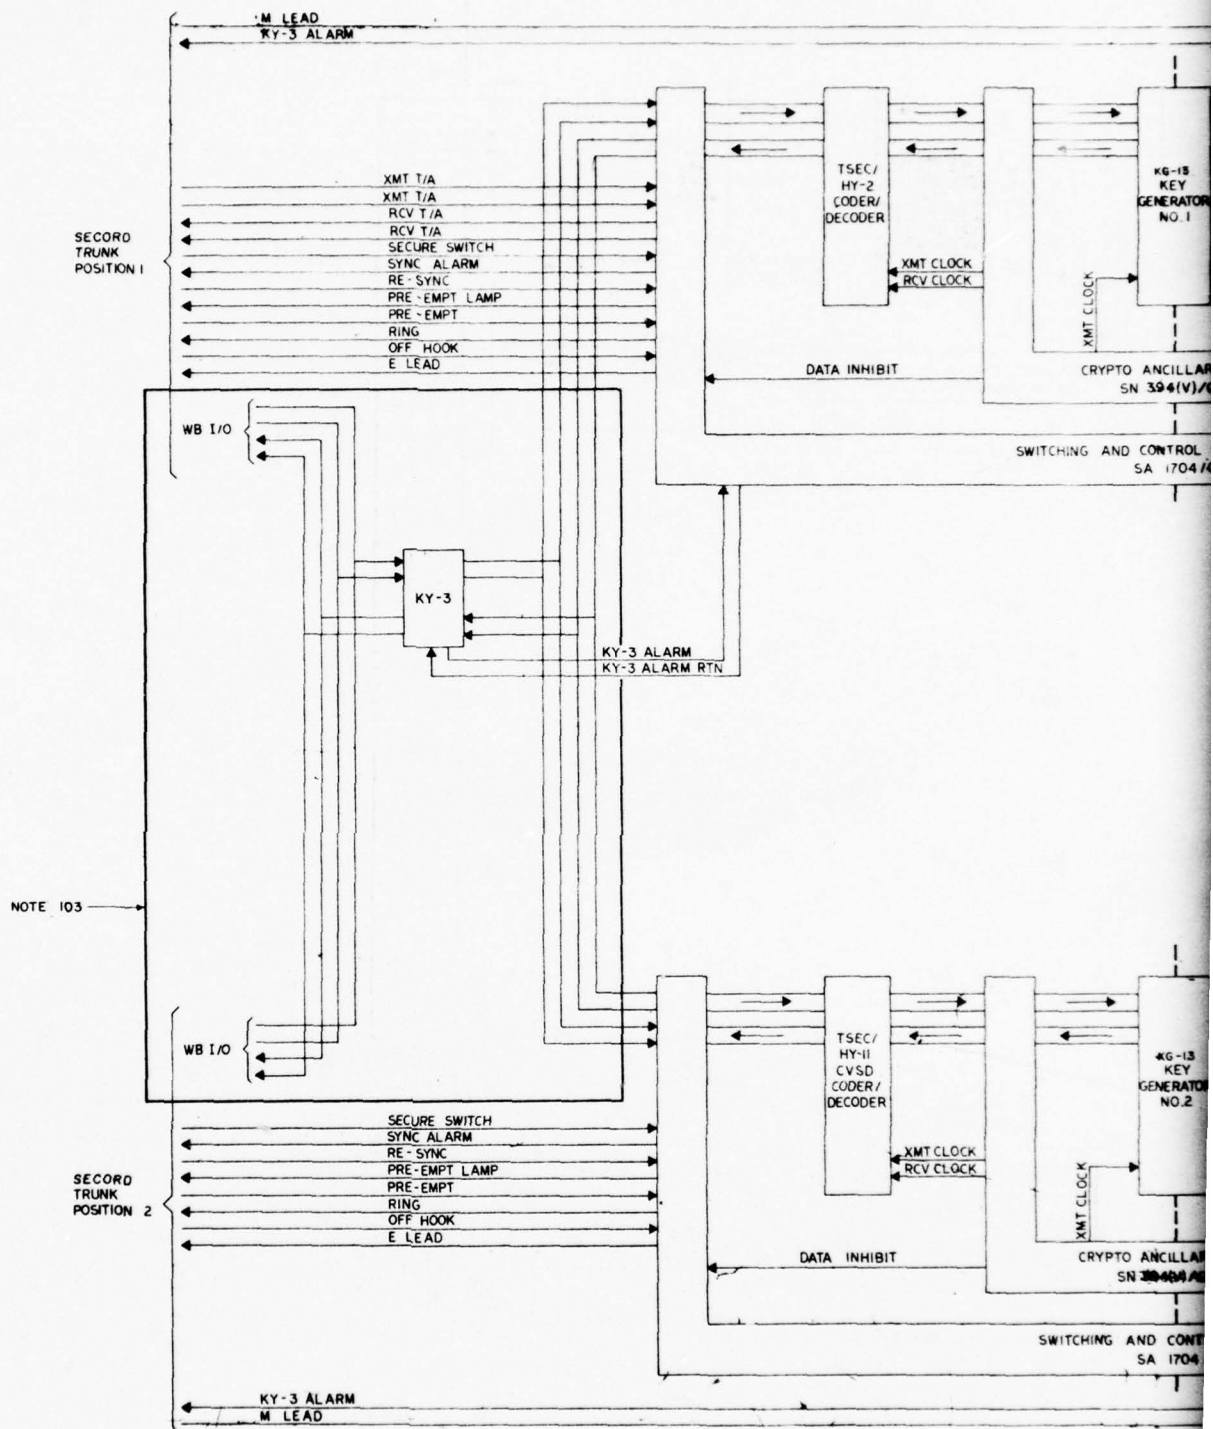 M LEAD
KY-3 ALARM
XMT T/A
XMT T/A
RCV T/A
RCV T/A
SECURE SWITCH
SYNC ALARM
RE-SYNC
PRE-EMPT LAMP
PRE-EMPT
RING
OFF HOOK
E LEAD
SECORD
TRUNK
POSITION 1
TSEC/
HY-2
CODER/
DECODER
KG-13
KEY
GENERATOR
NO. 1
XMT CLOCK
RCV CLOCK
XMT CLOCK
DATA INHIBIT
CRYPTO ANCILLAR
SN 394(V)/
SWITCHING AND CONTROL
SA 1704/
WB I/O
KY-3
KY-3 ALARM
KY-3 ALARM RTN
NOTE 103
WB I/O
TSEC/
HY-11
CVSD
CODER/
DECODER
KG-13
KEY
GENERATO
NO.2
XMT CLOCK
RCV CLOCK
XMT CLOCK
SECURE SWITCH
SYNC ALARM
RE-SYNC
PRE-EMPT LAMP
PRE-EMPT
RING
OFF HOOK
E LEAD
SECORD
TRUNK
POSITION 2
DATA INHIBIT
CRYPTO ANCILLAR
SN
SWITCHING AND CONT
SA 1704
KY-3 ALARM
M LEAD